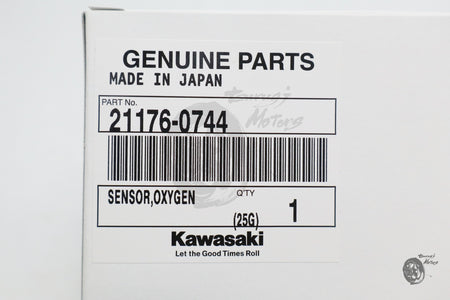 GENUINE PARTS
MADE IN JAPAN
PART No.
21176-0744
SENSOR,OXYGEN
Q'TY
(25G)
1
Kawasaki
Let the Good Times Roll
Motors